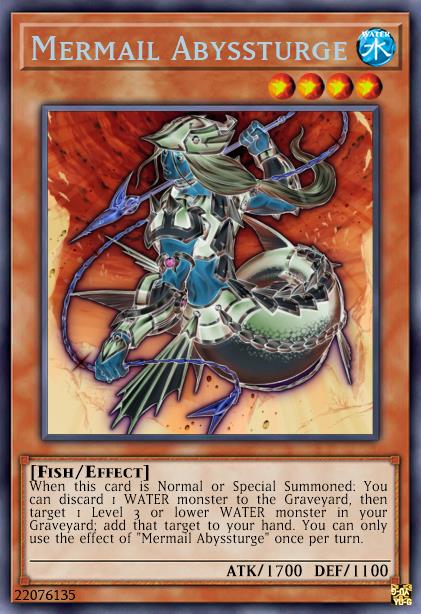 MERMAIL ABYSSTURGE
WATER
水
[FISH/EFFECT]
When this card is Normal or Special Summoned: You
can discard 1 WATER monster to the Graveyard, then
target 1 Level 3 or lower WATER monster in your
Graveyard; add that target to your hand. You can only
use the effect of "Mermail Abyssturge" once per turn.
ATK/1700 DEF/1100
22076135